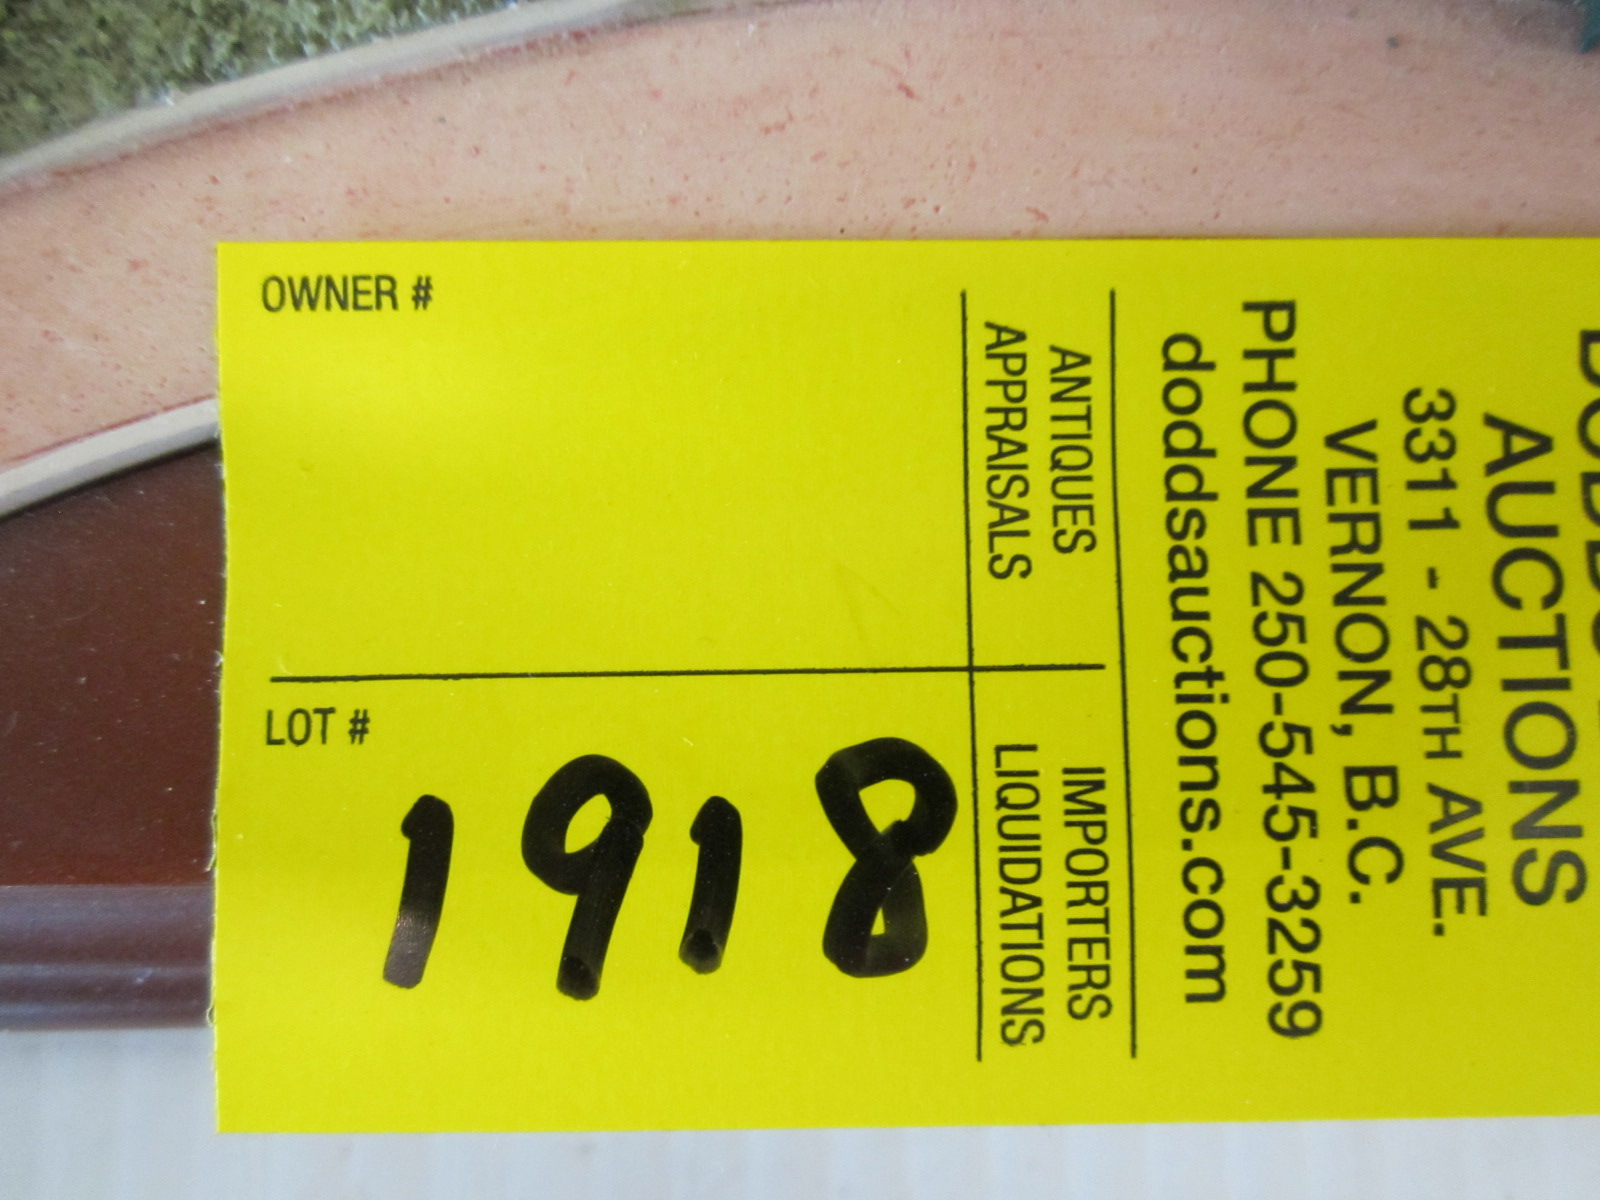 AUCTIONS
3311 - 28TH AVE.
VERNON, B.C.
PHONE 250-545-3259
doddsauctions.com
ANTIQUES
APPRAISALS
IMPORTERS
LIQUIDATIONS
OWNER #
LOT #
1918